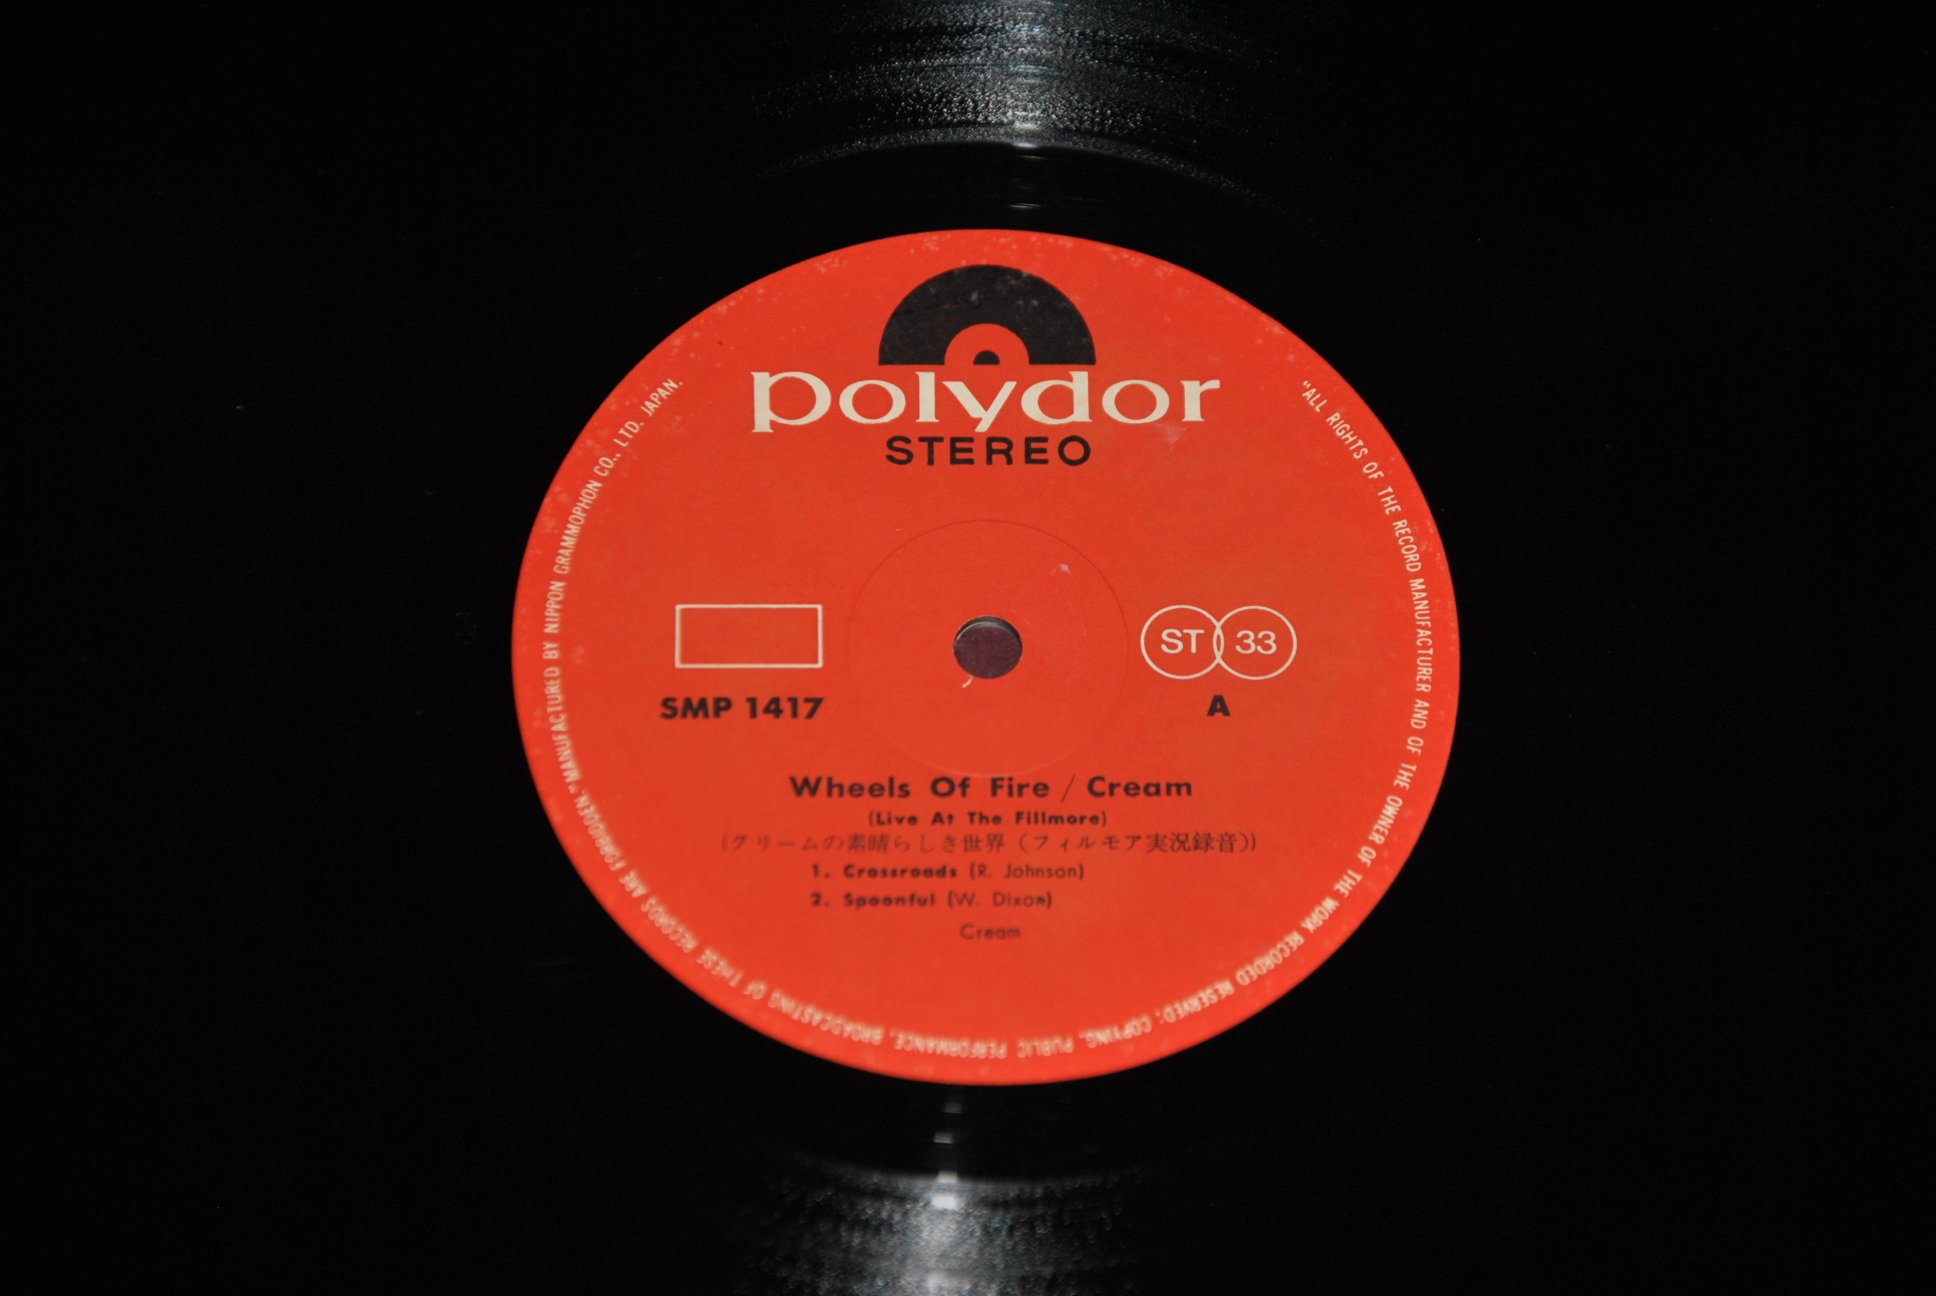 polydor
STEREO
ST 33
SMP 1417
A
Wheels Of Fire / Cream
(Live At The Fillmore)
(クリームの素晴らしき世界（フィルモア実況録音）)
1. Crossroads (R. Johnson)
2. Spoonful (W. Dixon)
Cream
"ALL RIGHTS OF THE RECORD MANUFACTURER AND OF THE OWNER OF THE WORK RECORDED RESERVED; COPYING, PUBLIC PERFORMANCE, BROADCASTING OF THESE RECORDS ARE FORBIDDEN." MANUFACTURED BY NIPPON GRAMMOPHON CO., LTD. JAPAN.